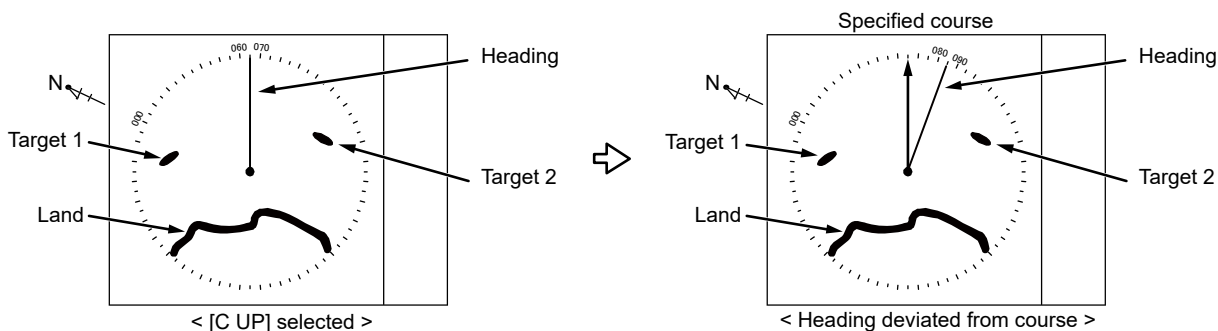 060 070
000
N
Heading
Target 1
Target 2
Land
< [C UP] selected >
Specified course
080 090
000
N
Heading
Target 1
Target 2
Land
< Heading deviated from course >